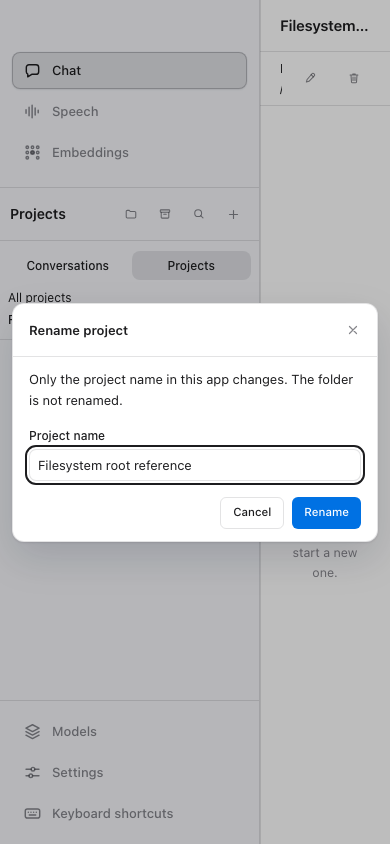 Filesystem...
Chat
Speech
Embeddings
Projects
Conversations
Projects
All projects
Rename project
Only the project name in this app changes. The folder
is not renamed.
Project name
Filesystem root reference
Cancel
Rename
start a new
one.
Models
Settings
Keyboard shortcuts